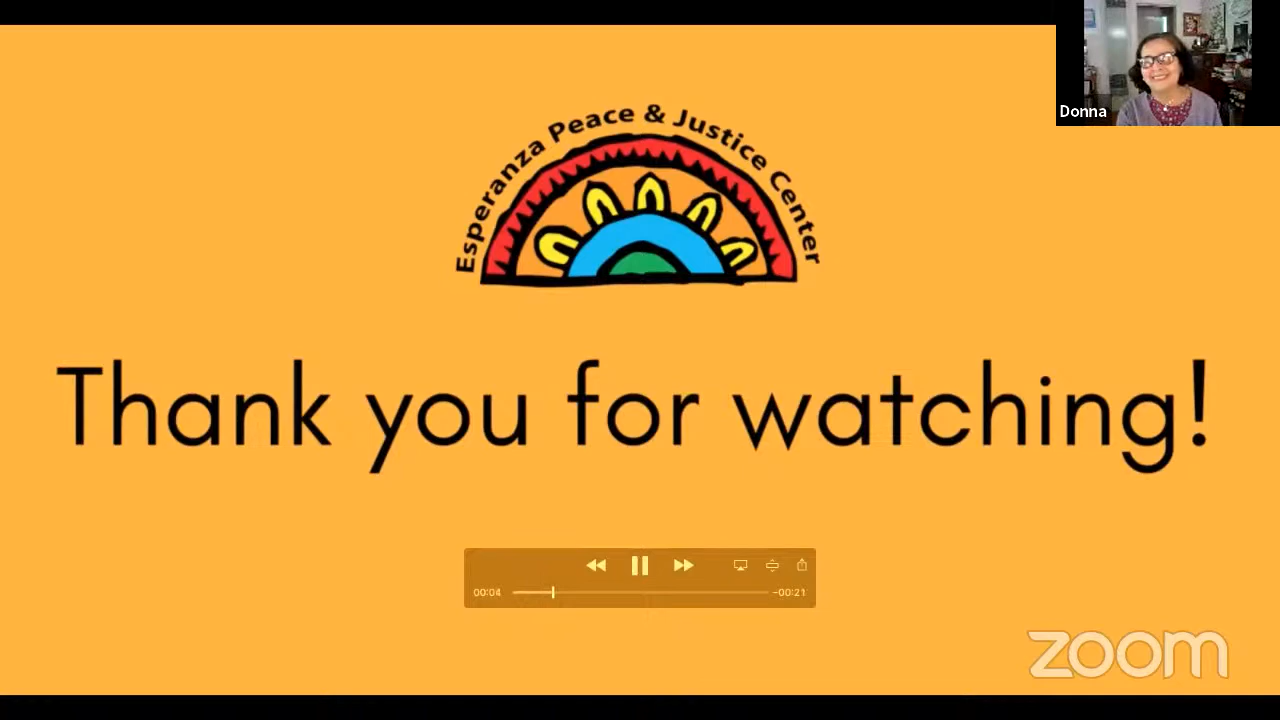 Donna
Esperanza Peace & Justice Center
Thank you for watching!
00:04
-00:21
zoom